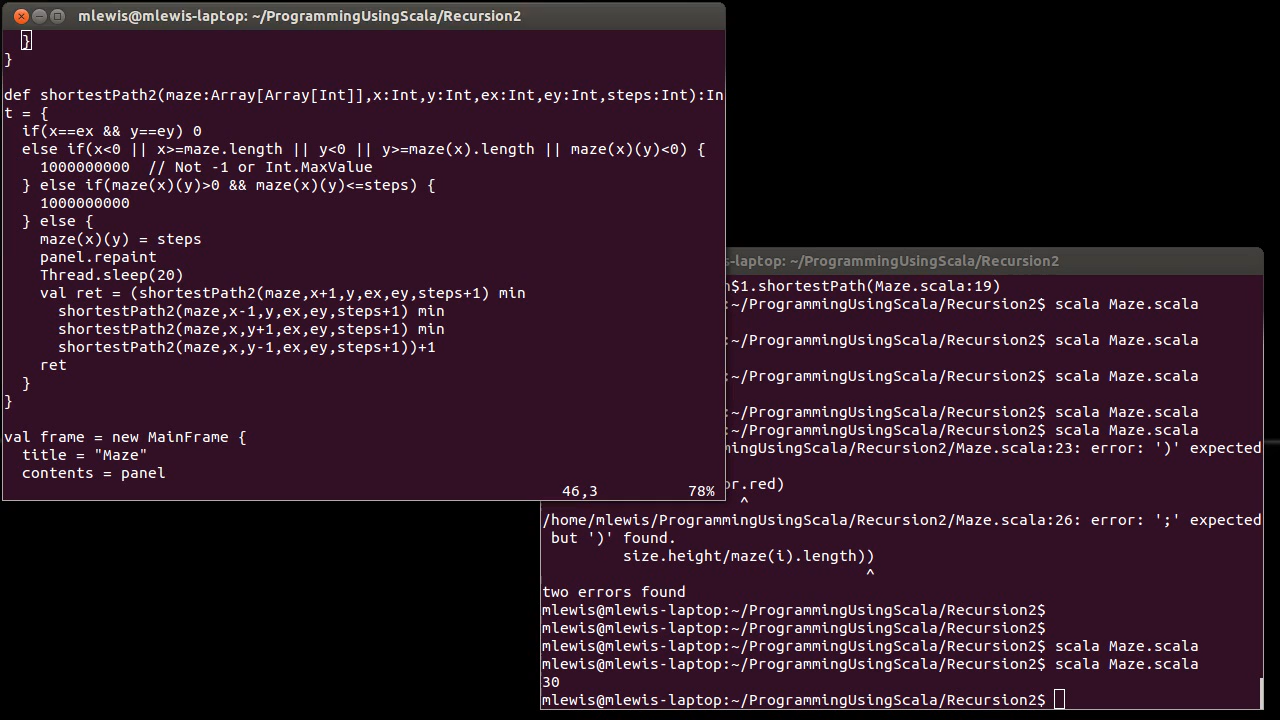 mlewis@mlewis-laptop: ~/ProgrammingUsingScala/Recursion2
  }
}
def shortestPath2(maze:Array[Array[Int]],x:Int,y:Int,ex:Int,ey:Int,steps:Int):In
t = {
  if(x==ex && y==ey) 0
  else if(x<0 || x>=maze.length || y<0 || y>=maze(x).length || maze(x)(y)<0) {
    1000000000  // Not -1 or Int.MaxValue
  } else if(maze(x)(y)>0 && maze(x)(y)<=steps) {
    1000000000
  } else {
    maze(x)(y) = steps
    panel.repaint
    Thread.sleep(20)
    val ret = (shortestPath2(maze,x+1,y,ex,ey,steps+1) min
      shortestPath2(maze,x-1,y,ex,ey,steps+1) min
      shortestPath2(maze,x,y+1,ex,ey,steps+1) min
      shortestPath2(maze,x,y-1,ex,ey,steps+1))+1
    ret
  }
}
val frame = new MainFrame {
  title = "Maze"
  contents = panel
46,3          78%
s-laptop: ~/ProgrammingUsingScala/Recursion2
n$1.shortestPath(Maze.scala:19)
:~/ProgrammingUsingScala/Recursion2$ scala Maze.scala
:~/ProgrammingUsingScala/Recursion2$ scala Maze.scala
:~/ProgrammingUsingScala/Recursion2$ scala Maze.scala
:~/ProgrammingUsingScala/Recursion2$ scala Maze.scala
:~/ProgrammingUsingScala/Recursion2$ scala Maze.scala
mingUsingScala/Recursion2/Maze.scala:23: error: ')' expected
or.red)
^
/home/mlewis/ProgrammingUsingScala/Recursion2/Maze.scala:26: error: ';' expected
 but ')' found.
         size.height/maze(i).length))
                                    ^
two errors found
mlewis@mlewis-laptop:~/ProgrammingUsingScala/Recursion2$
mlewis@mlewis-laptop:~/ProgrammingUsingScala/Recursion2$
mlewis@mlewis-laptop:~/ProgrammingUsingScala/Recursion2$ scala Maze.scala
mlewis@mlewis-laptop:~/ProgrammingUsingScala/Recursion2$ scala Maze.scala
30
mlewis@mlewis-laptop:~/ProgrammingUsingScala/Recursion2$